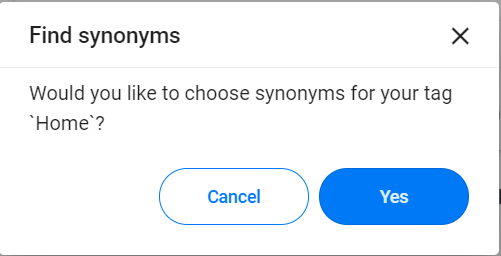 Find synonyms
Would you like to choose synonyms for your tag
`Home`?
Cancel
Yes